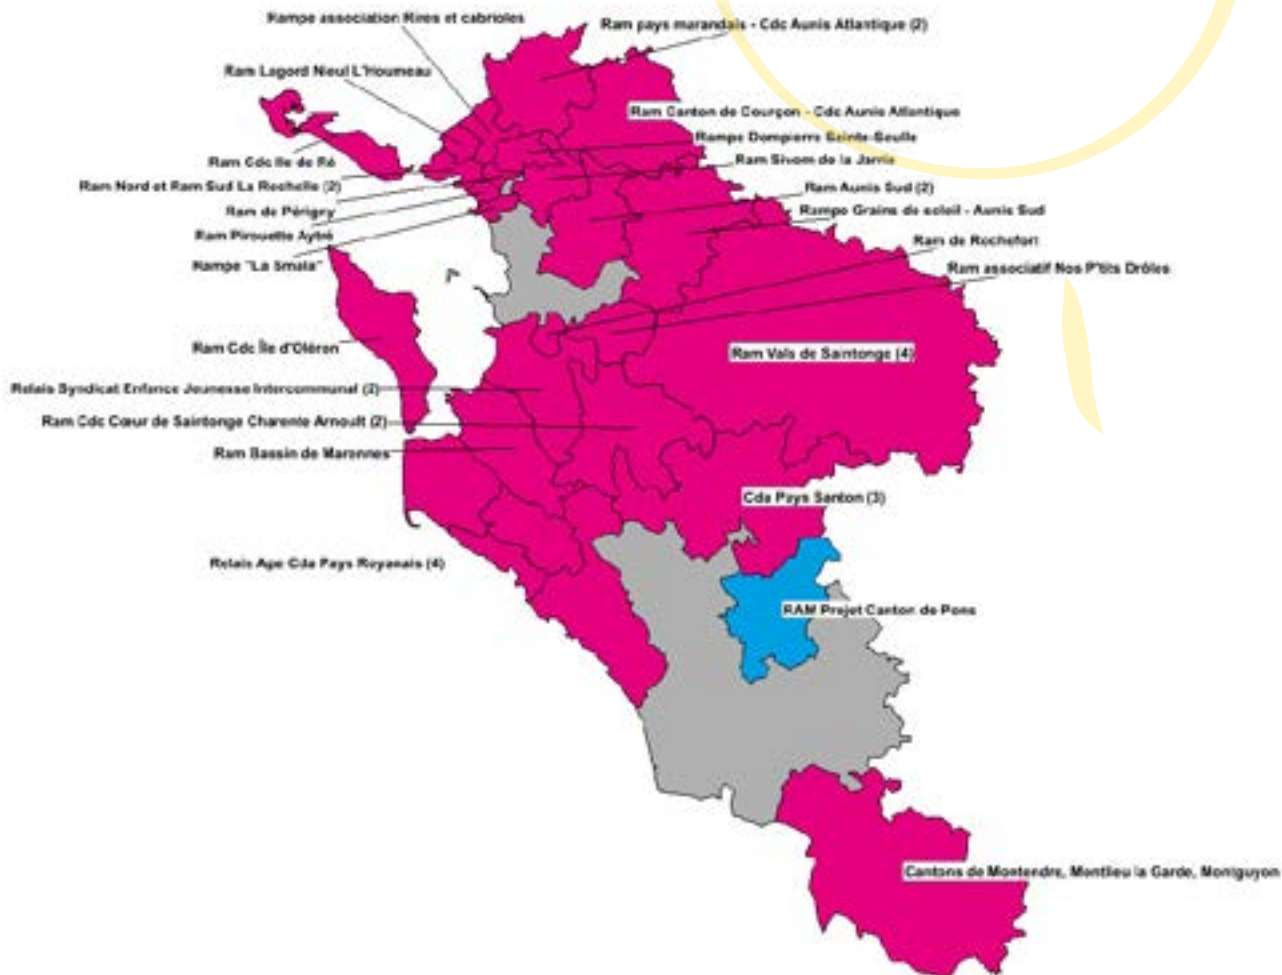 Rampe association Rires et cabrioles
Ram pays marandais - Cdc Aunis Atlantique (2)
Ram Lagord Nieul L'Houmeau
Ram Canton de Courçon - Cdc Aunis Atlantique
Rampe Dompierre Sainte-Soulle
Ram Cdc Ile de Ré
Ram Sivom de la Jarrie
Ram Nord et Ram Sud La Rochelle (2)
Ram Aunis Sud (2)
Ram de Périgny
Rampe Grains de soleil - Aunis Sud
Ram Pirouette Aytré
Ram de Rochefort
Rampe "La Smala"
Ram associatif Nos P'tits Drôles
Ram Cdc Île d'Oléron
Ram Vals de Saintonge (4)
Relais Syndicat Enfance Jeunesse Intercommunal (2)
Ram Cdc Cœur de Saintonge Charente Arnoult (2)
Ram Bassin de Marennes
Cda Pays Santon (3)
Relais Ape Cda Pays Royanais (4)
RAM Projet Canton de Pons
Cantons de Montendre, Montlieu la Garde, Montguyon